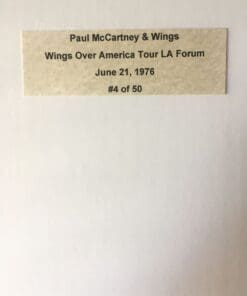 Paul McCartney & Wings
Wings Over America Tour LA Forum
June 21, 1976
#4 of 50